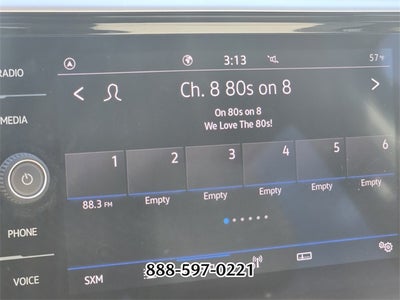 3:13
57°F
RADIO
Ch. 8 80s on 8
On 80s on 8
We Love The 80s!
MEDIA
1 2 3 4 5 6
88.3 FM Empty Empty Empty Empty Empty
PHONE
VOICE
SXM
888-597-0221